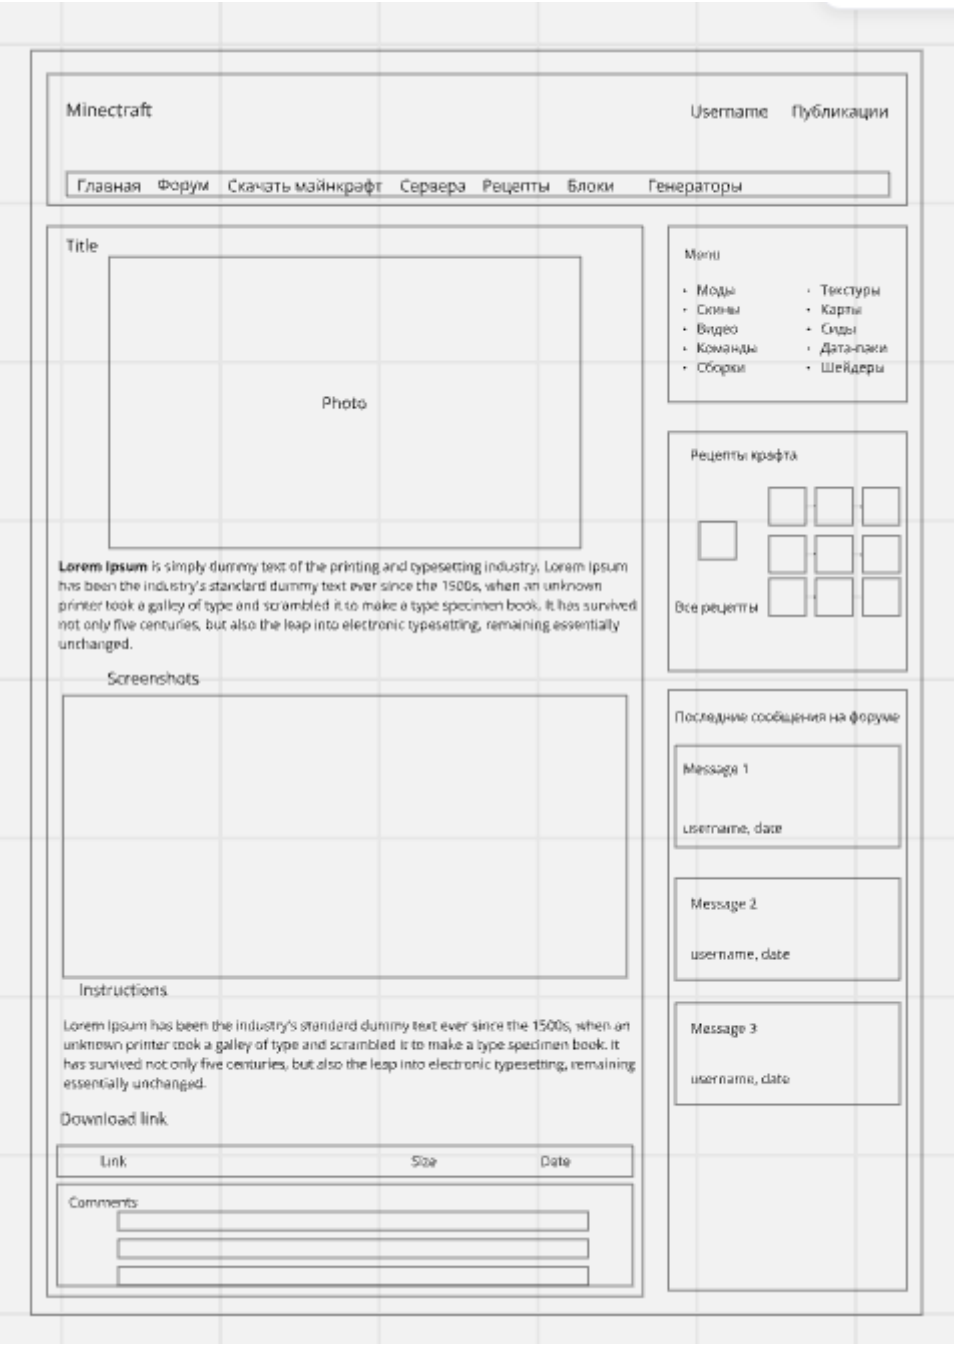 Minectraft
Username Публикации
Главная Форум Скачать майнкрафт Сервера Рецепты Блоки Генераторы
Title
Photo
Lorem Ipsum is simply dummy text of the printing and typesetting industry. Lorem Ipsum
has been the industry's standard dummy text ever since the 1500s, when an unknown
printer took a galley of type and scrambled it to make a type specimen book. It has survived
not only five centuries, but also the leap into electronic typesetting, remaining essentially
unchanged.
Screenshots
Instructions
Lorem Ipsum has been the industry's standard dummy text ever since the 1500s, when an
unknown printer took a galley of type and scrambled it to make a type specimen book. It
has survived not only five centuries, but also the leap into electronic typesetting, remaining
essentially unchanged.
Download link
Link Size Date
Comments
Menu
• Моды
• Скины
• Видео
• Команды
• Сборки
• Текстуры
• Карты
• Сиды
• Дата-паки
• Шейдеры
Рецепты крафта
Все рецепты
Последние сообщения на форуме
Message 1
username, date
Message 2
username, date
Message 3
username, date